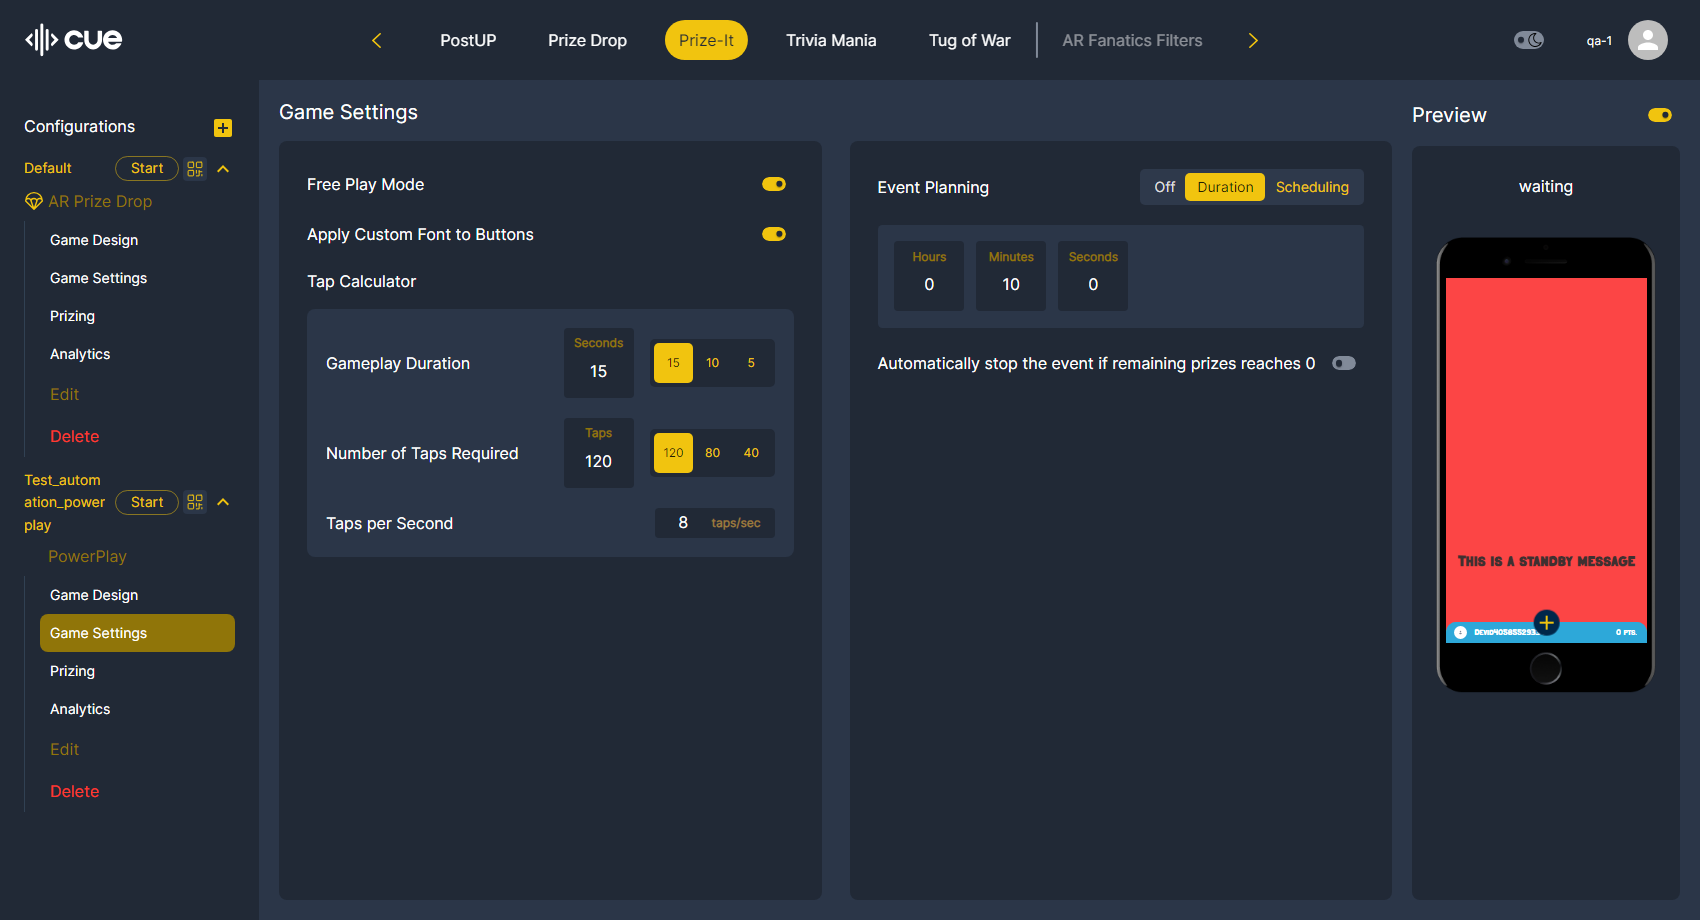 cue
PostUP
Prize Drop
Prize-It
Trivia Mania
Tug of War
AR Fanatics Filters
qa-1
Configurations
Default
Start
AR Prize Drop
Game Design
Game Settings
Prizing
Analytics
Edit
Delete
Test_autom
ation_power
play
Start
PowerPlay
Game Design
Game Settings
Prizing
Analytics
Edit
Delete
Game Settings
Free Play Mode
Apply Custom Font to Buttons
Tap Calculator
Gameplay Duration
Seconds
15
15 10 5
Number of Taps Required
Taps
120
120 80 40
Taps per Second
8 taps/sec
Event Planning
Off Duration Scheduling
Hours
0
Minutes
10
Seconds
0
Automatically stop the event if remaining prizes reaches 0
Preview
waiting
This is a standby message
0 pts.